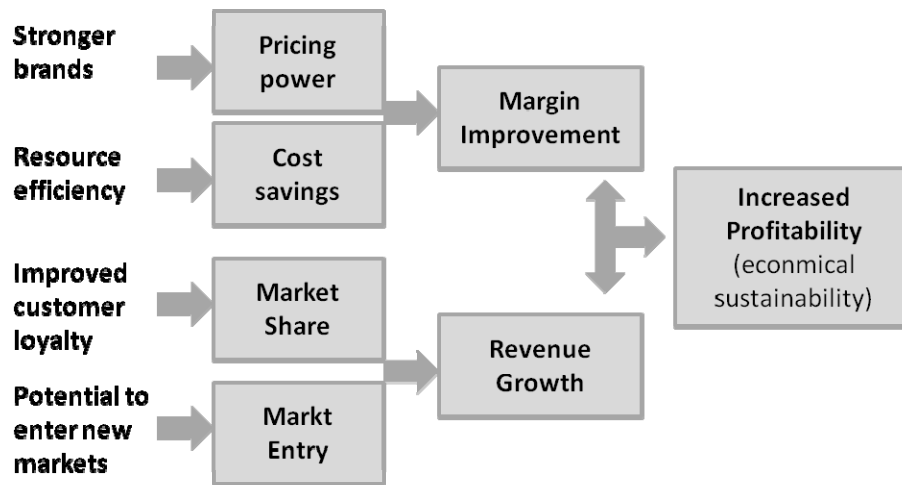 Stronger
brands
Pricing
power
Resource
efficiency
Cost
savings
Margin
Improvement
Improved
customer
loyalty
Market
Share
Potential to
enter new
markets
Markt
Entry
Revenue
Growth
Increased
Profitability
(econmical
sustainability)